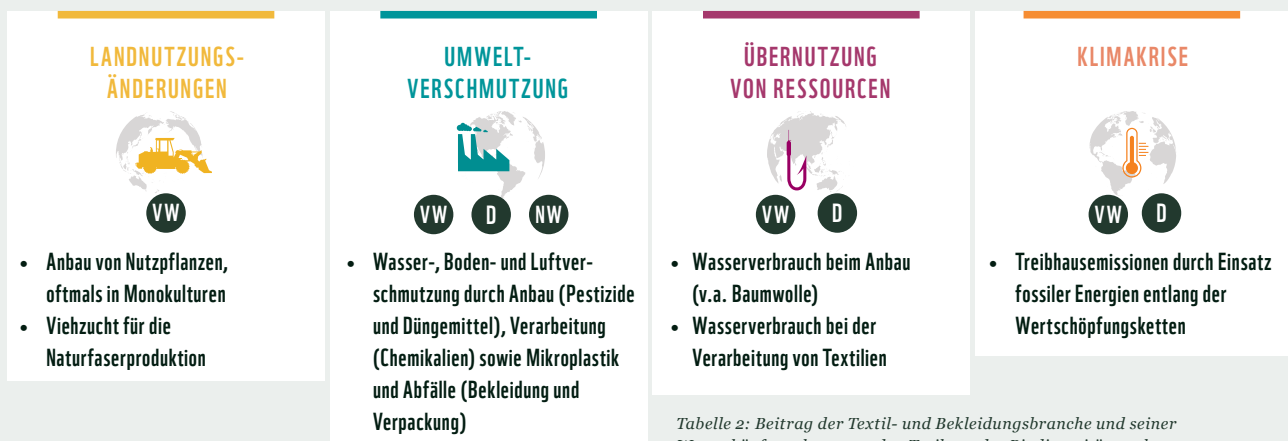 LANDNUTZUNGS-
ÄNDERUNGEN
VW
• Anbau von Nutzpflanzen,
oftmals in Monokulturen
• Viehzucht für die
Naturfaserproduktion
UMWELT-
VERSCHMUTZUNG
VW D NW
• Wasser-, Boden- und Luftver-
schmutzung durch Anbau (Pestizide
und Düngemittel), Verarbeitung
(Chemikalien) sowie Mikroplastik
und Abfälle (Bekleidung und
Verpackung)
ÜBERNUTZUNG
VON RESSOURCEN
VW D
• Wasserverbrauch beim Anbau
(v.a. Baumwolle)
• Wasserverbrauch bei der
Verarbeitung von Textilien
KLIMAKRISE
VW D
• Treibhausemissionen durch Einsatz
fossiler Energien entlang der
Wertschöpfungsketten
Tabelle 2: Beitrag der Textil- und Bekleidungsbranche und seiner